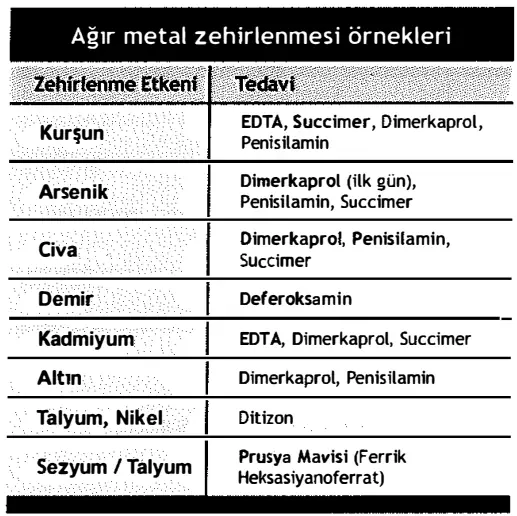 Ağır metal zehirlenmesi örnekleri
Zehirlenme Etkeni Tedavi
Kurşun EDTA, Succimer, Dimerkaprol,
Penisilamin
Arsenik Dimerkaprol (ilk gün),
Penisilamin, Succimer
Civa Dimerkaprol, Penisilamin,
Succimer
Demir Deferoksamin
Kadmiyum EDTA, Dimerkaprol, Succimer
Altın Dimerkaprol, Penisilamin
Talyum, Nikel Ditizon
Sezyum / Talyum Prusya Mavisi (Ferrik
Heksasiyanoferrat)